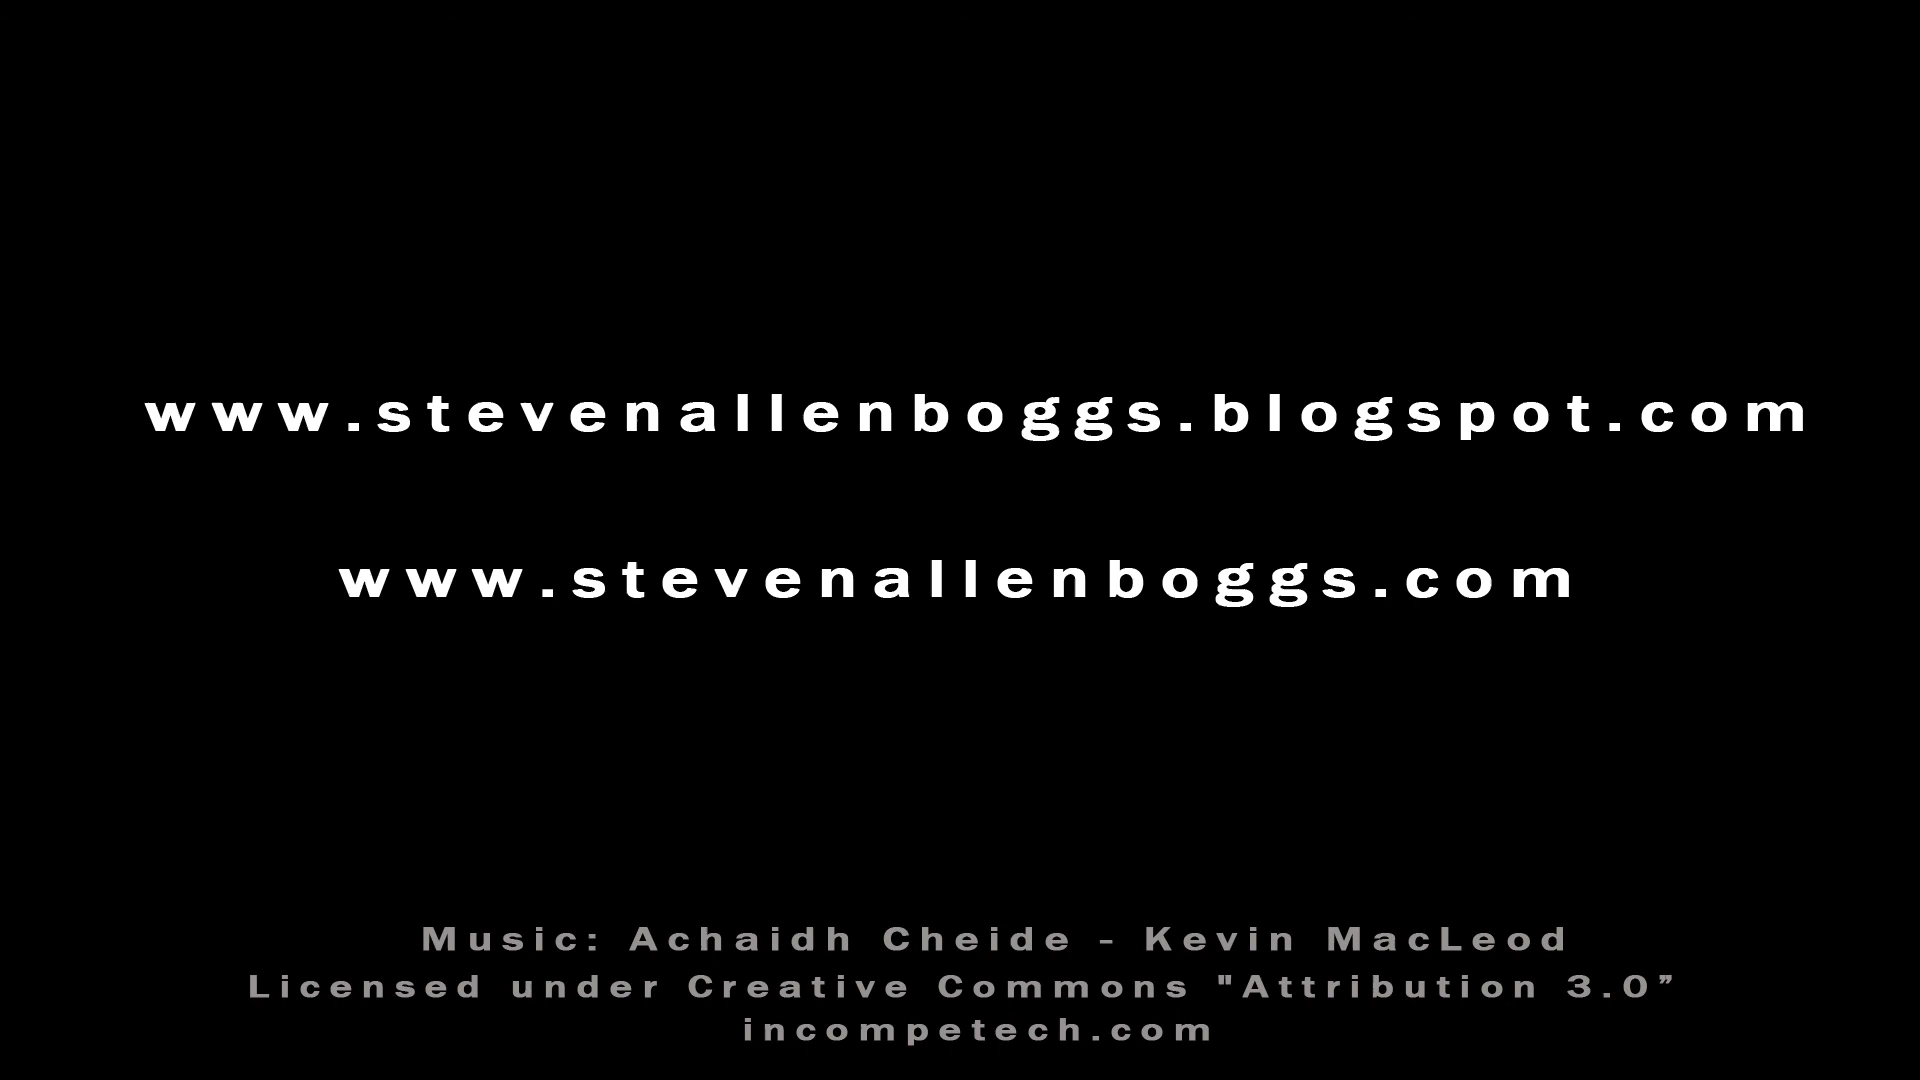 www.stevenallenboggs.blogspot.com
www.stevenallenboggs.com
Music: Achaidh Cheide - Kevin MacLeod
Licensed under Creative Commons "Attribution 3.0”
incompetech.com